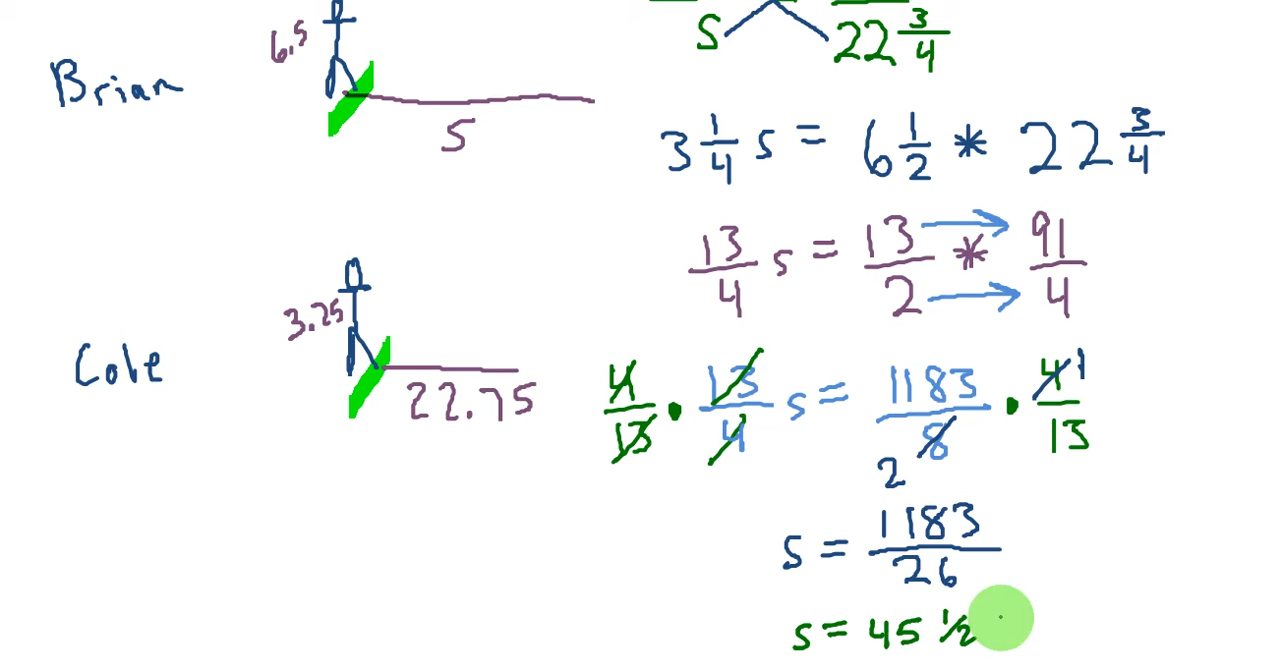 6.5
Brian
S
Cole
3.25
22.75
S 22 3/4
3 1/4 s = 6 1/2 * 22 3/4
13/4 s = 13/2 * 91/4
4/13 · 13/4 s = 1183/8 · 4/13
2 1
s = 1183/26
s = 45 1/2